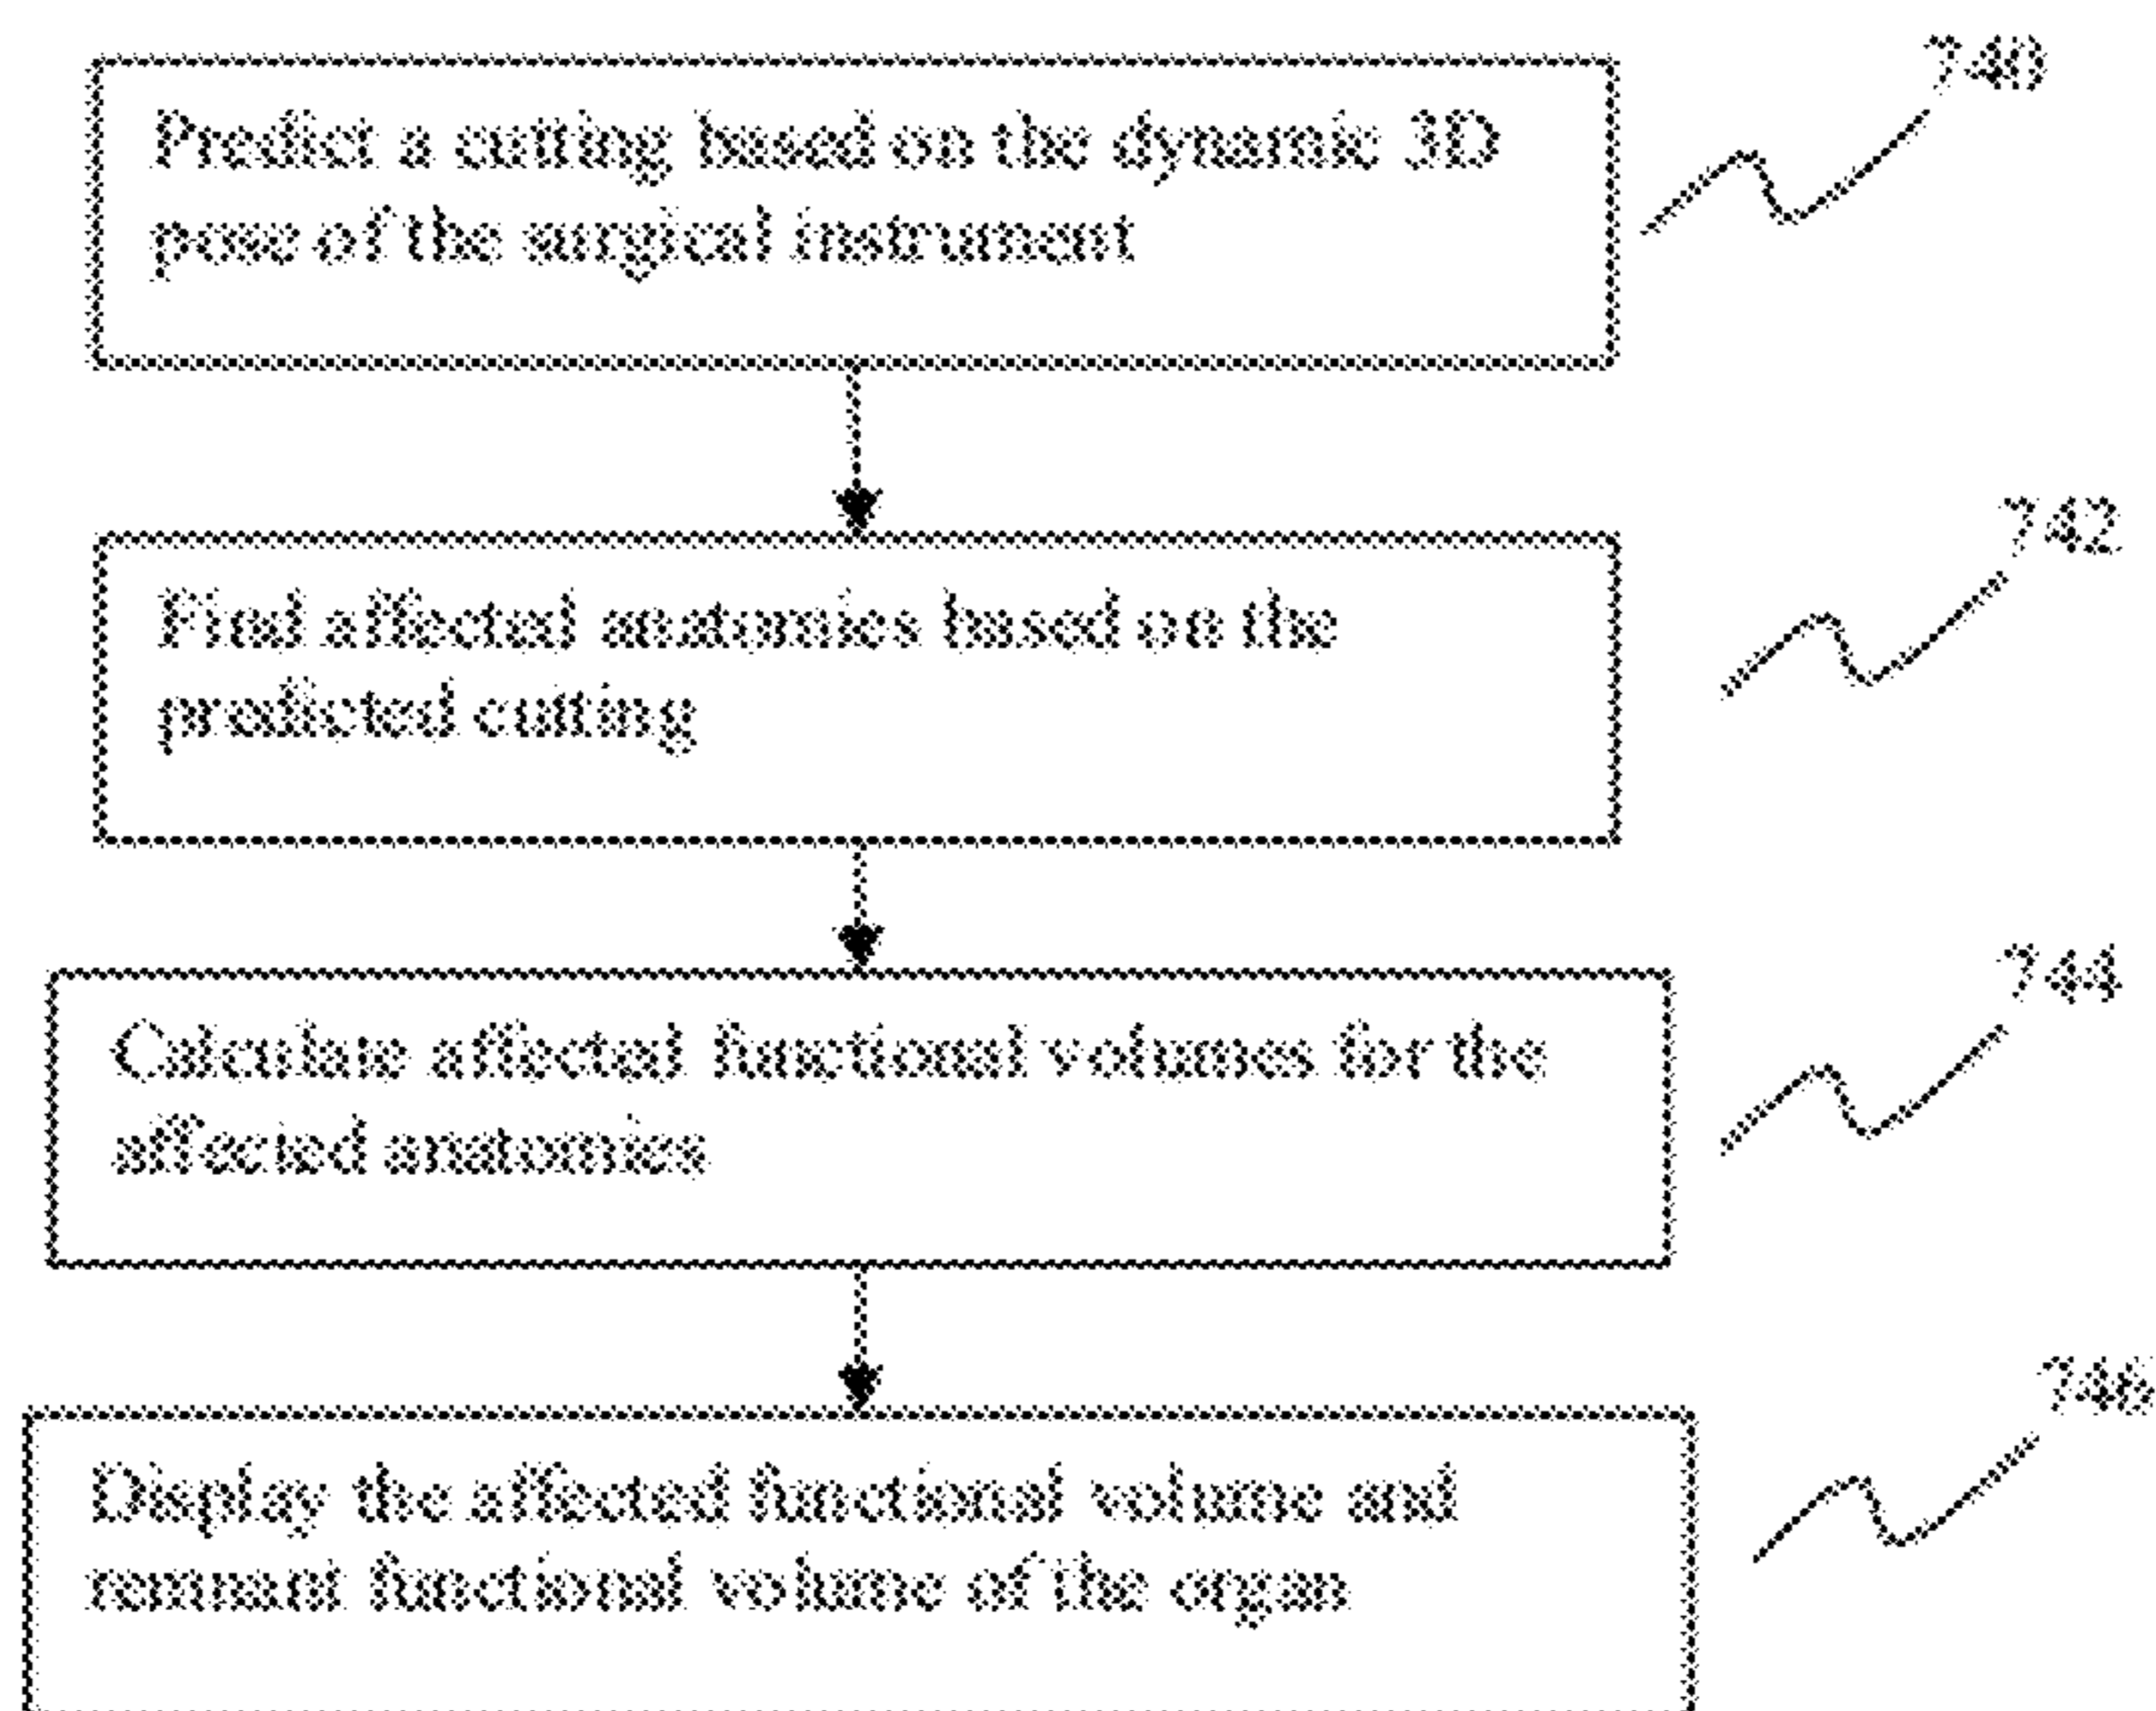 740
Predict a cutting based on the dynamic 3D
pose of the surgical instrument
742
Find affected anatomies based on the
predicted cutting
744
Calculate affected functional volumes for the
affected anatomies
746
Display the affected functional volume and
remnant functional volume of the organ